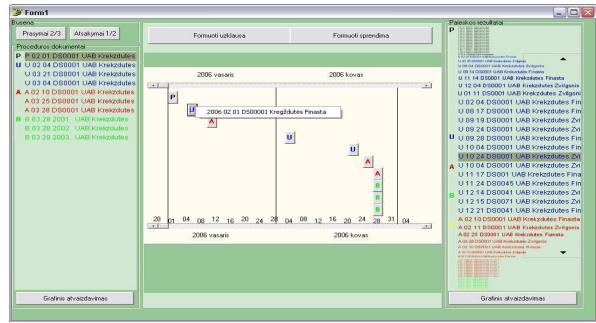 Form1
Busena
Prasymai 2/3
Atsakymai 1/2
Proceduros dokumentai
P P 02 01 DS0001 UAB Krekzdutes
U U 02 04 DS0001 UAB Krekzdutes
U 03 21 DS0001 UAB Krekzdutes
U 03 04 DS0001 UAB Krekzdutes
A A 02 10 DS0001 UAB Krekzdutes
A 03 25 DS0001 UAB Krekzdutes
A 03 26 DS0001 UAB Krekzdutes
B B 03 28 2001 UAB Krekzdutes
B 03 28 2002 UAB Krekzdutes
B 03 29 2003 UAB Krekzdutes
Grafinis atvaizdavimas
Formuoti uzklausa
Formuoti sprendima
2006 vasaris
2006 kovas
P
U
2006 02 01 DS00001 Kregždutės Finasta
A
U
U
A
A
B
B
B
28 01 04 08 12 16 20 24 28 04 08 12 16 20 24 28 31 04
2006 vasaris
2006 kovas
Paieskos rezultatai
P
U 11 14 DS0001 UAB Krekzdutes Finasta
U 12 04 DS0001 UAB Krekzdutes Zvilgsnis
U 01 11 DS0001 UAB Krekzdutes Zvilgsnis
U 02 04 DS0001 UAB Krekzdutes Fin
U 08 17 DS0001 UAB Krekzdutes Fin
U 09 19 DS0001 UAB Krekzdutes Zvi
U 09 24 DS0001 UAB Krekzdutes Zvi
U U 09 28 DS0001 UAB Krekzdutes Fin
U 10 04 DS0001 UAB Krekzdutes Zvi
U 10 24 DS0001 UAB Krekzdutes Zvi
A U 10 04 DS0001 UAB Krekzdutes Zvi
U 11 17 DS001 UAB Krekzdutes Fina
U 11 24 DS0045 UAB Krekzdutes Fin
U 12 14 DS0041 UAB Krekzdutes Fin
B U 12 15 DS0071 UAB Krekzdutes Zvi
U 12 21 DS0041 UAB Krekzdutes Fin
A 02 10 DS0001 UAB Krekzdutes Finasta
A 02 11 DS0001 UAB Krekzdutes Zvilgsnis
Grafinis atvaizdavimas